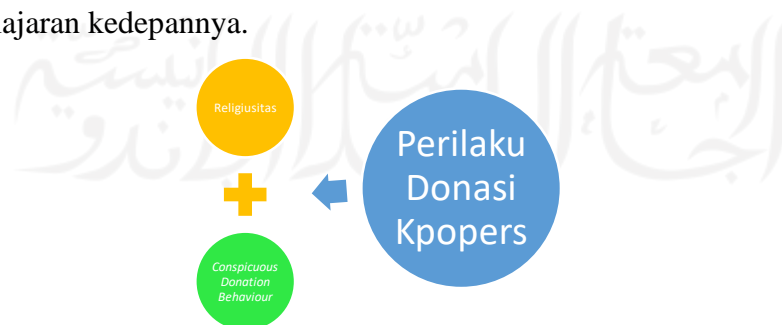 ajaran kedepannya.
Religiusitas
Perilaku
Donasi
Kpopers
Conspicuous
Donation
Behaviour